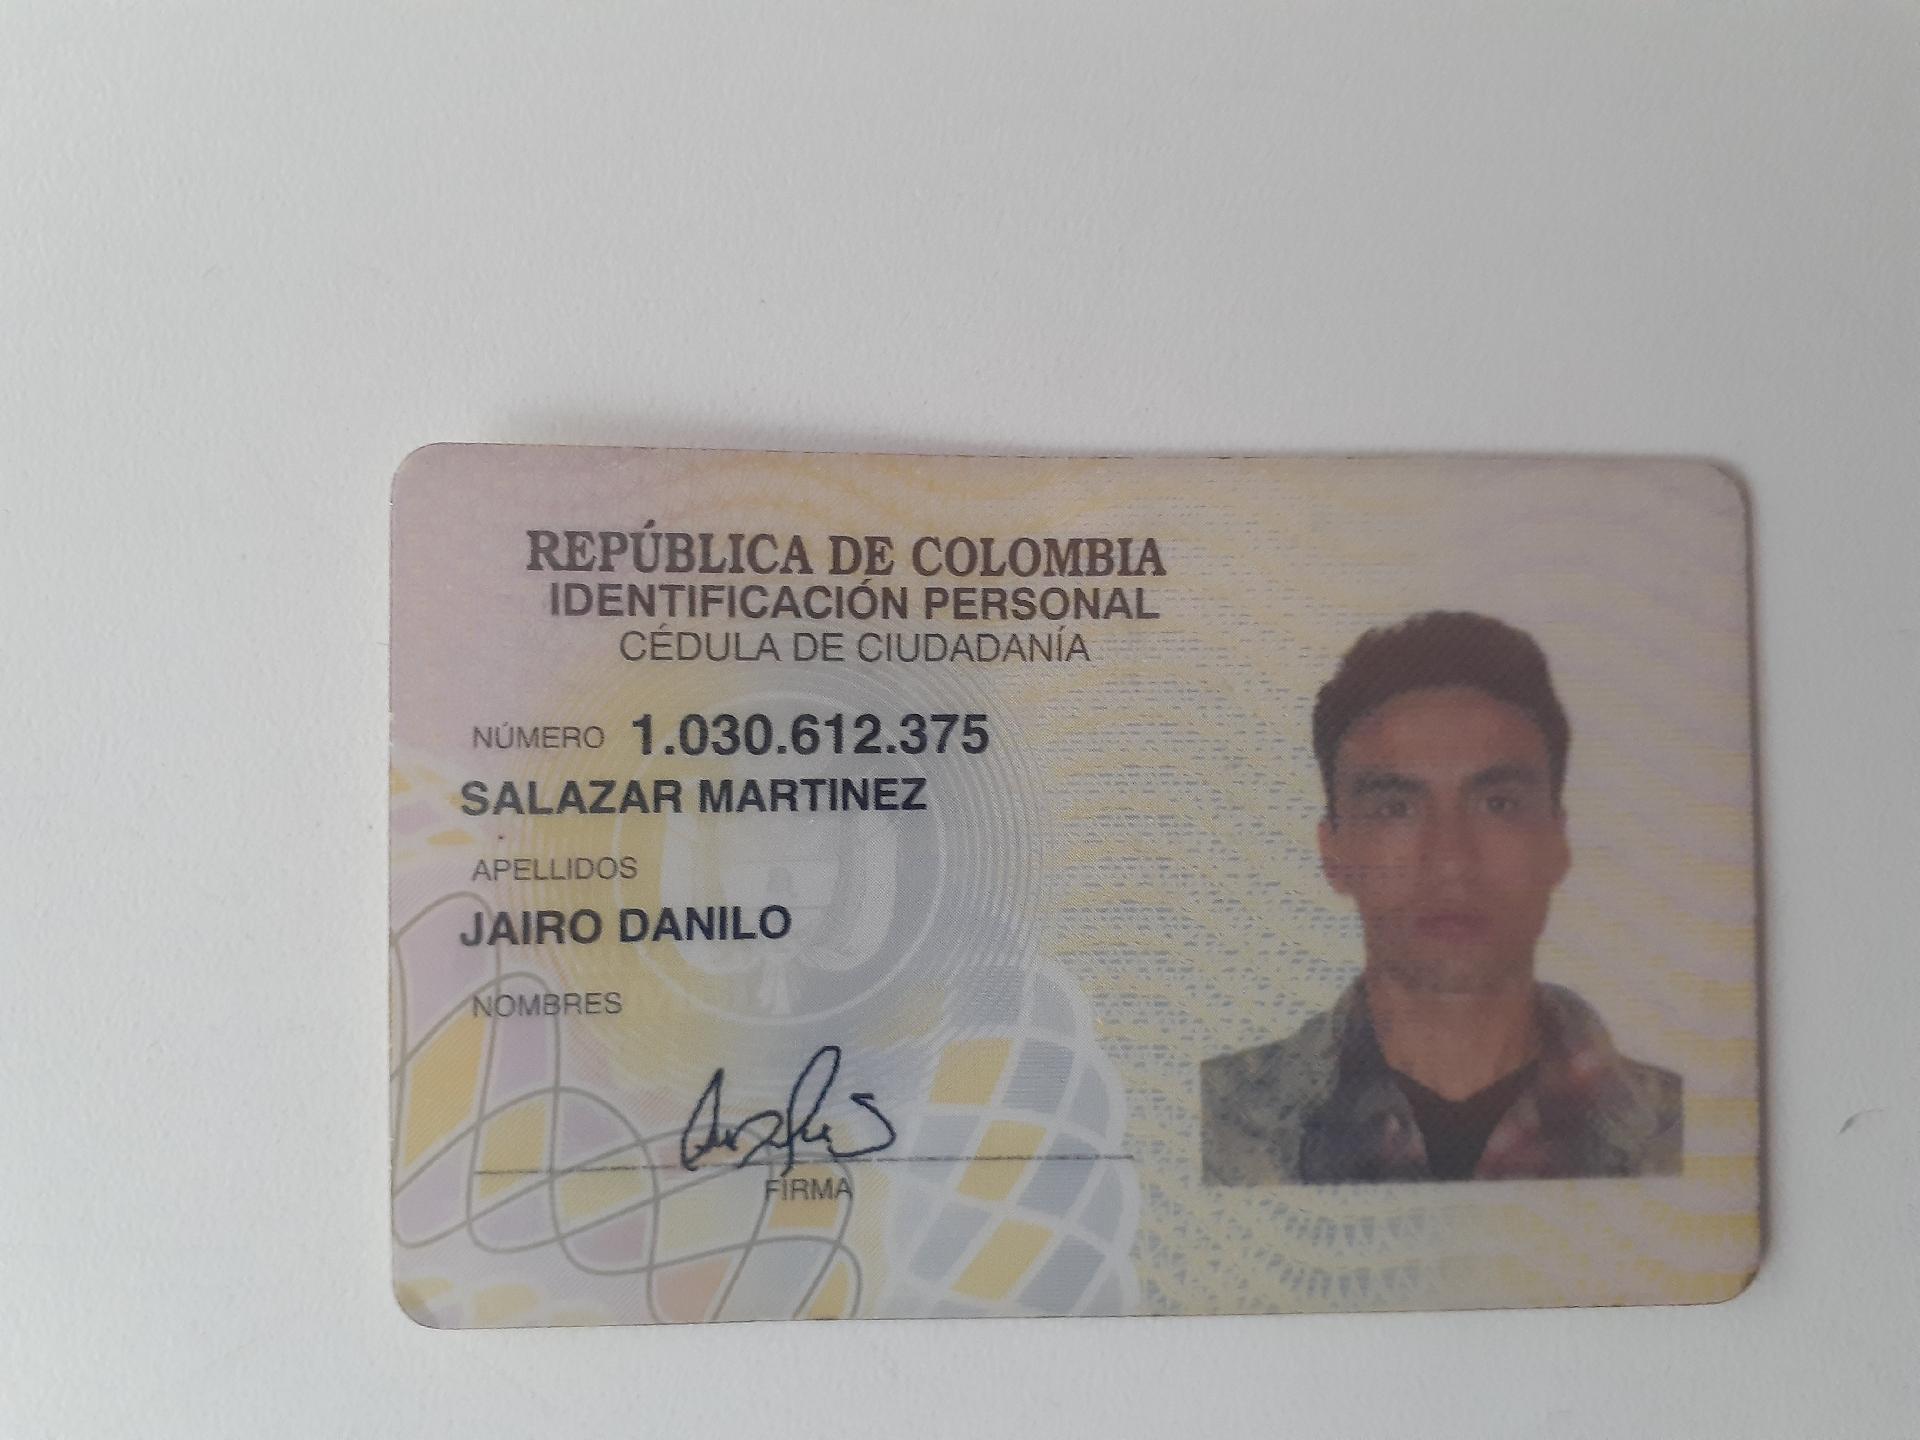 REPÚBLICA DE COLOMBIA
IDENTIFICACIÓN PERSONAL
CÉDULA DE CIUDADANÍA
NÚMERO 1.030.612.375
SALAZAR MARTINEZ
APELLIDOS
JAIRO DANILO
NOMBRES
FIRMA